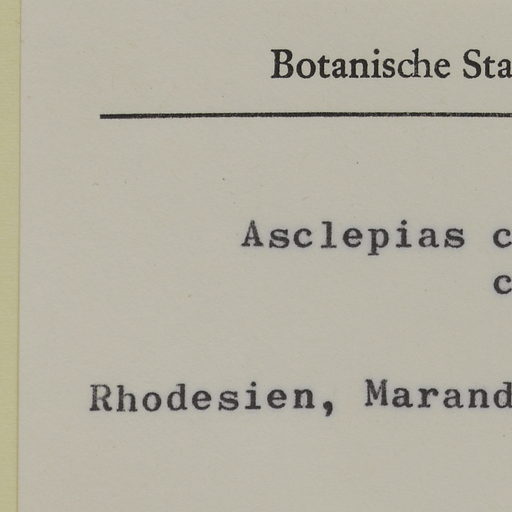 Botanische Sta
Asclepias c
c
Rhodesien, Marand